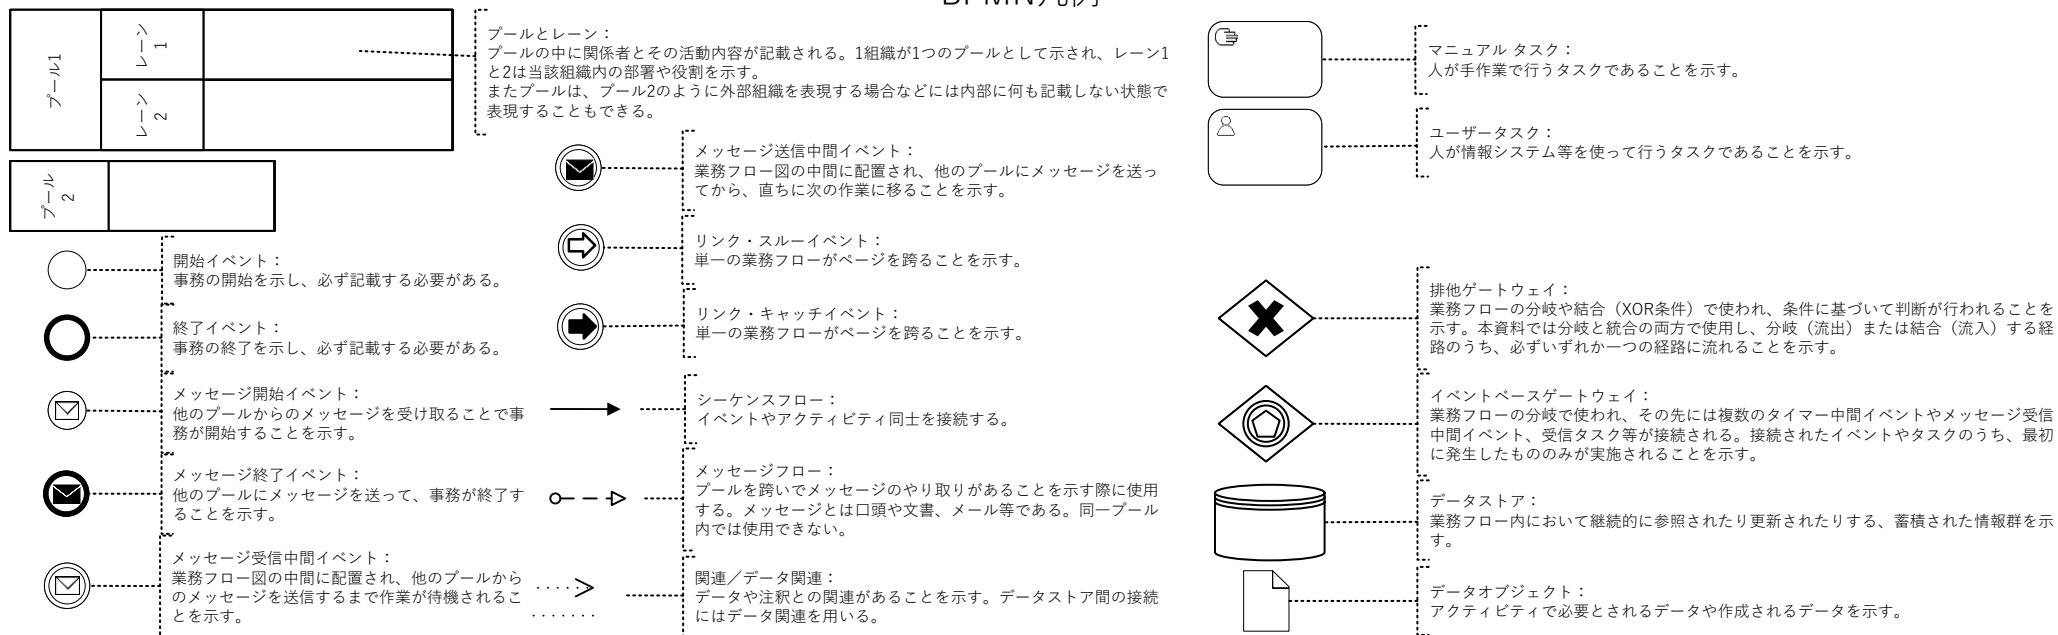 BPMN凡例
プール1
レーン
1
レーン
2
プール
2
プールとレーン：
プールの中に関係者とその活動内容が記載される。1組織が1つのプールとして示され、レーン1
と2は当該組織内の部署や役割を示す。
またプールは、プール2のように外部組織を表現する場合などには内部に何も記載しない状態で
表現することもできる。
開始イベント：
事務の開始を示し、必ず記載する必要がある。
終了イベント：
事務の終了を示し、必ず記載する必要がある。
メッセージ開始イベント：
他のプールからのメッセージを受け取ることで事
務が開始することを示す。
メッセージ終了イベント：
他のプールにメッセージを送って、事務が終了す
ることを示す。
メッセージ受信中間イベント：
業務フロー図の中間に配置され、他のプールから
のメッセージを送信するまで作業が待機されるこ
とを示す。
メッセージ送信中間イベント：
業務フロー図の中間に配置され、他のプールにメッセージを送っ
てから、直ちに次の作業に移ることを示す。
リンク・スルーイベント：
単一の業務フローがページを跨ることを示す。
リンク・キャッチイベント：
単一の業務フローがページを跨ることを示す。
シーケンスフロー：
イベントやアクティビティ同士を接続する。
メッセージフロー：
プールを跨いでメッセージのやり取りがあることを示す際に使用
する。メッセージとは口頭や文書、メール等である。同一プール
内では使用できない。
関連／データ関連：
データや注釈との関連があることを示す。データストア間の接続
にはデータ関連を用いる。
マニュアル タスク：
人が手作業で行うタスクであることを示す。
ユーザータスク：
人が情報システム等を使って行うタスクであることを示す。
排他ゲートウェイ：
業務フローの分岐や結合（XOR条件）で使われ、条件に基づいて判断が行われることを
示す。本資料では分岐と統合の両方で使用し、分岐（流出）または結合（流入）する経
路のうち、必ずいずれか一つの経路に流れることを示す。
イベントベースゲートウェイ：
業務フローの分岐で使われ、その先には複数のタイマー中間イベントやメッセージ受信
中間イベント、受信タスク等が接続される。接続されたイベントやタスクのうち、最初
に発生したもののみが実施されることを示す。
データストア：
業務フロー内において継続的に参照されたり更新されたりする、蓄積された情報群を示
す。
データオブジェクト：
アクティビティで必要とされるデータや作成されるデータを示す。